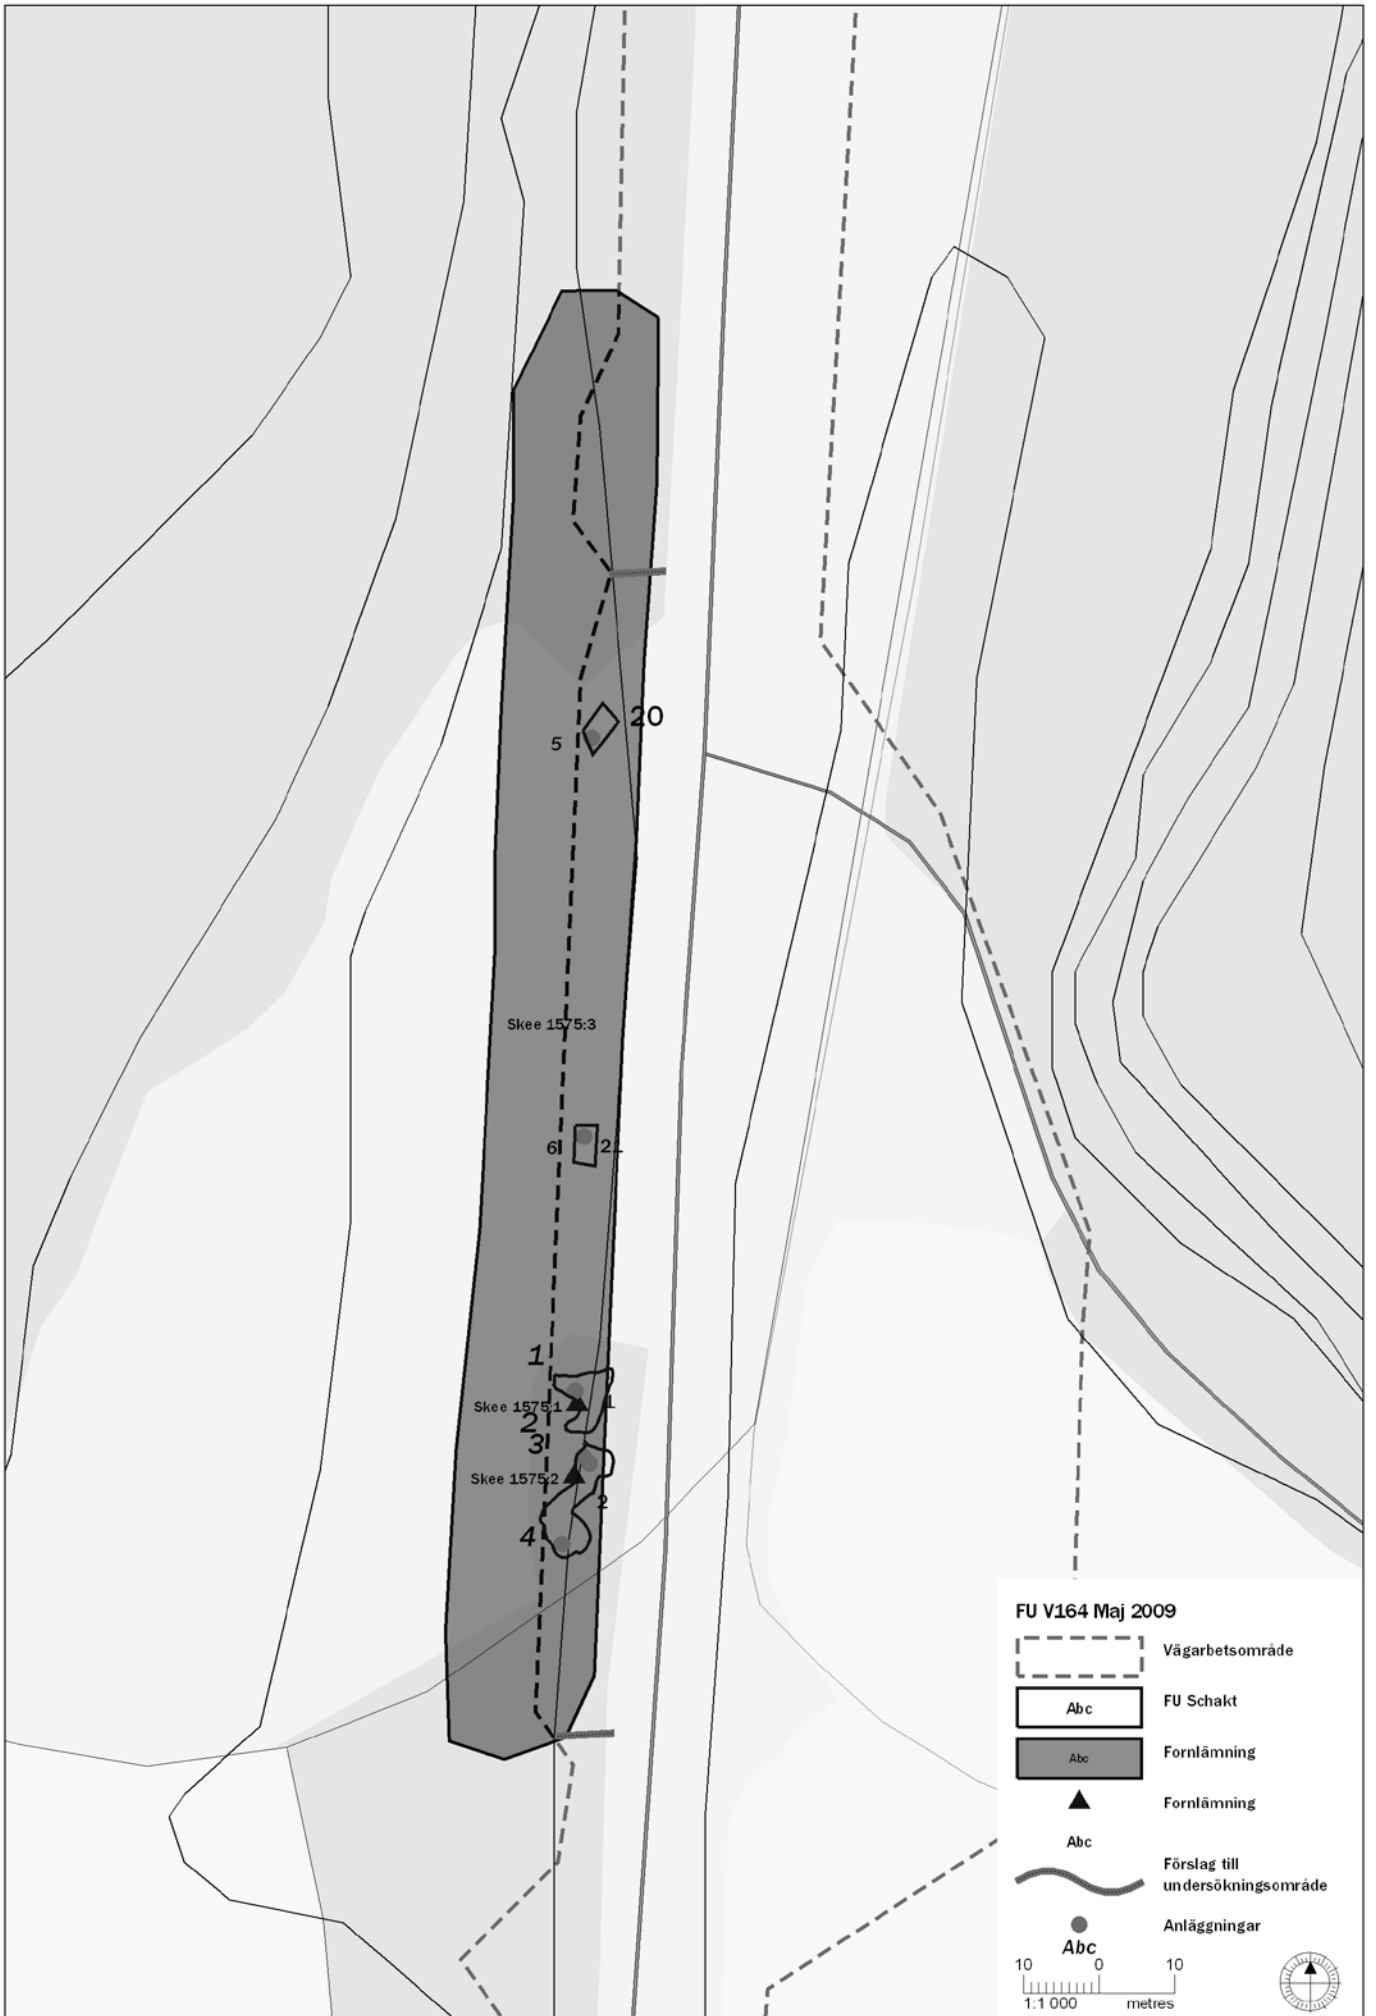 20
5
Skee 1575:3
6
21
1
Skee 1575:1
1
2
3
Skee 1575:2
2
4
FU V164 Maj 2009
Vägarbetsområde
Abc
FU Schakt
Abc
Fornlämning
Fornlämning
Abc
Förslag till
undersökningsområde
Anläggningar
Abc
10 0 10
1:1 000 metres